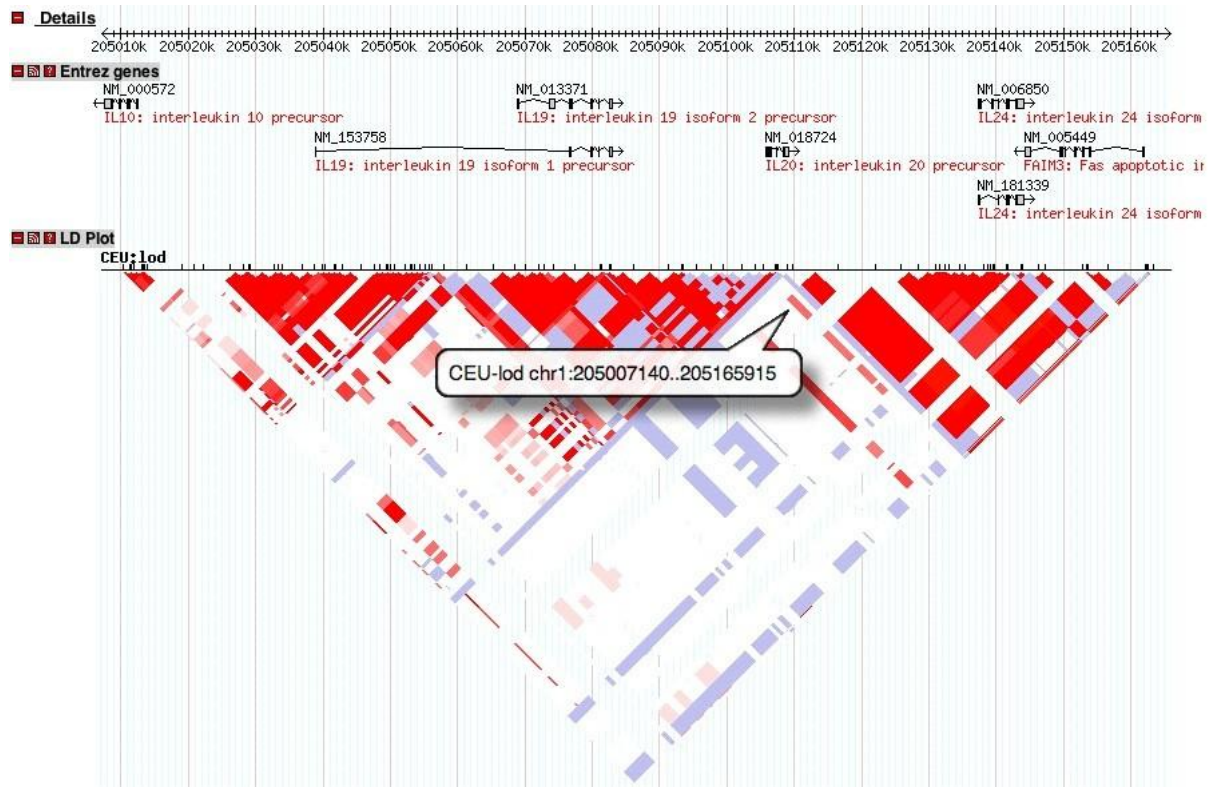 Details
205010k 205020k 205030k 205040k 205050k 205060k 205070k 205080k 205090k 205100k 205110k 205120k 205130k 205140k 205150k 205160k
Entrez genes
NM_000572 NM_013371 NM_006850
IL10: interleukin 10 precursor IL19: interleukin 19 isoform 2 precursor IL24: interleukin 24 isoform
NM_153758 NM_018724 NM_005449
IL19: interleukin 19 isoform 1 precursor IL20: interleukin 20 precursor FAIM3: Fas apoptotic in
NM_181339
IL24: interleukin 24 isoform
LD Plot
CEU:lod
CEU-lod chr1:205007140..205165915